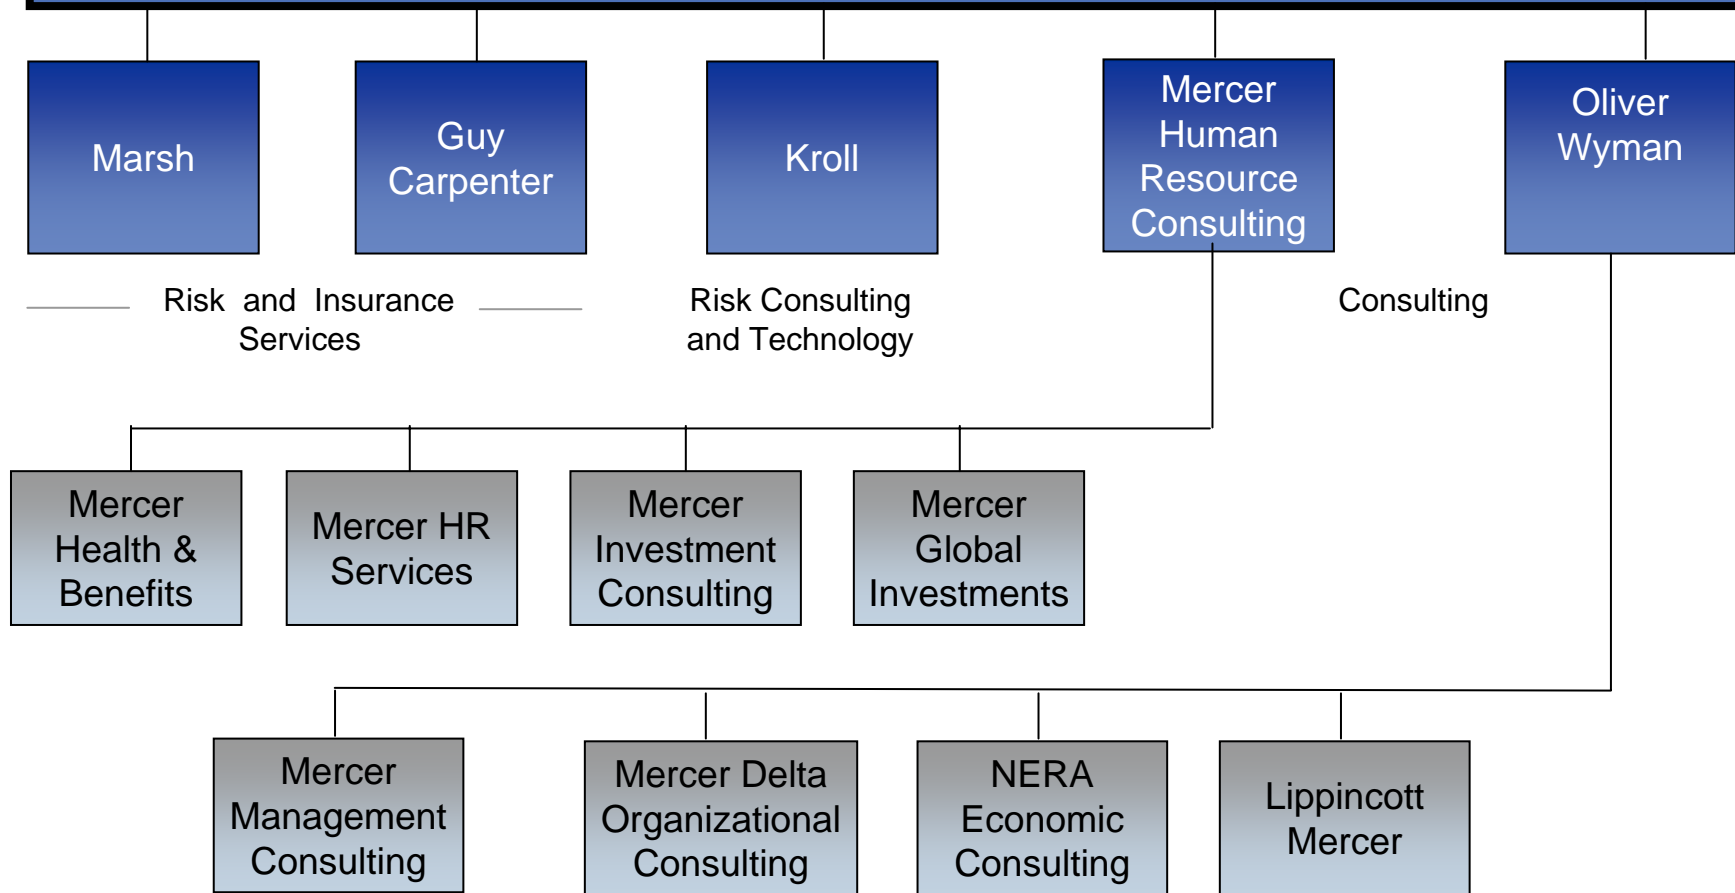 Marsh
Guy
Carpenter
Kroll
Mercer
Human
Resource
Consulting
Oliver
Wyman
Risk and Insurance
Services
Risk Consulting
and Technology
Consulting
Mercer
Health &
Benefits
Mercer HR
Services
Mercer
Investment
Consulting
Mercer
Global
Investments
Mercer
Management
Consulting
Mercer Delta
Organizational
Consulting
NERA
Economic
Consulting
Lippincott
Mercer